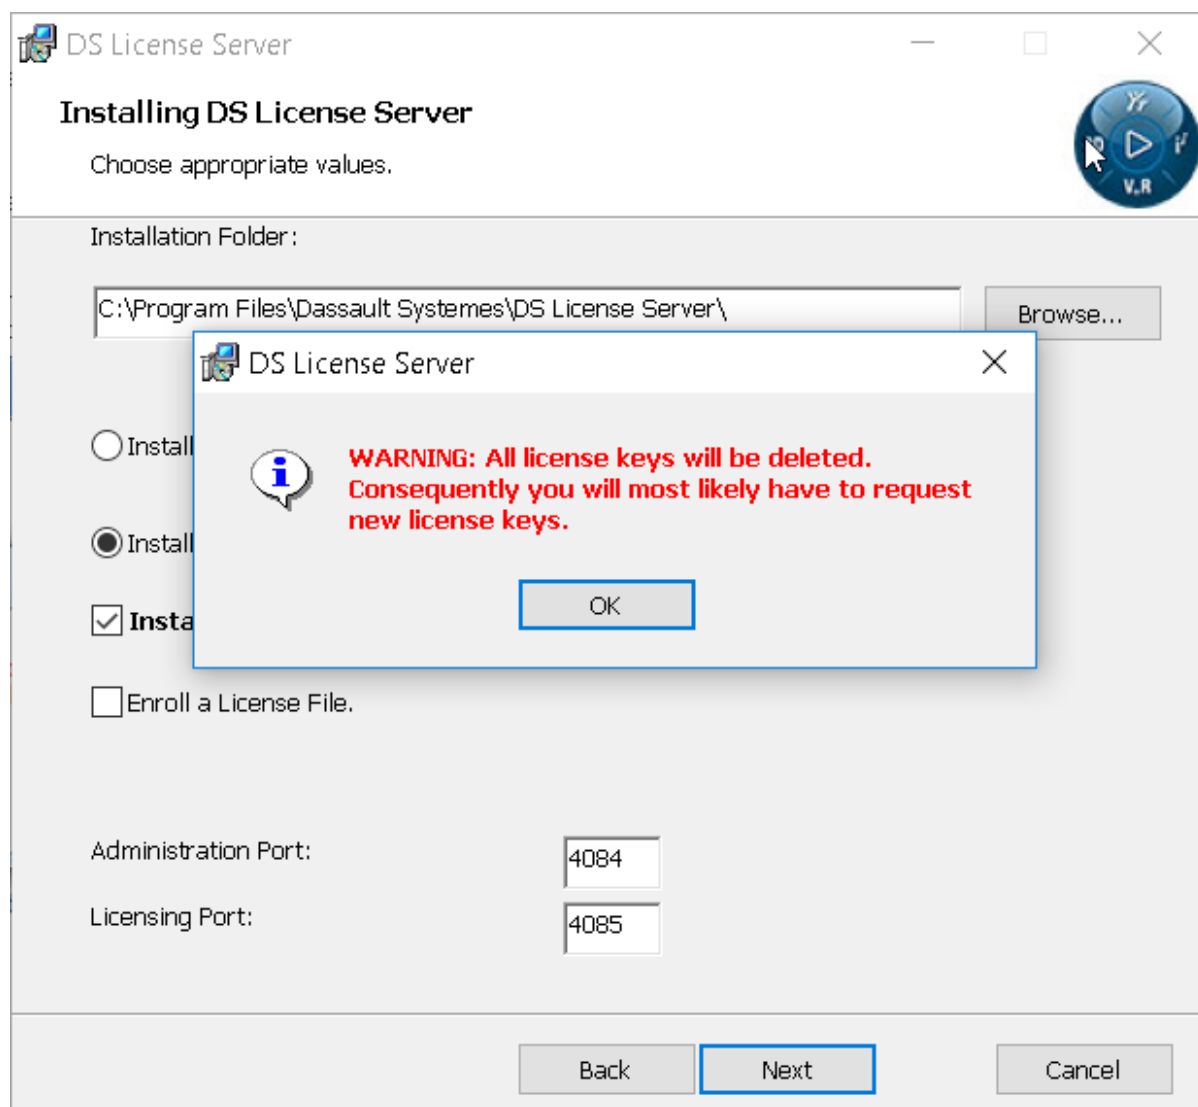 DS License Server
Installing DS License Server
Choose appropriate values.
V.R
Installation Folder:
C:\Program Files\Dassault Systemes\DS License Server\
Browse...
DS License Server
WARNING: All license keys will be deleted.
Consequently you will most likely have to request
new license keys.
OK
Install
Install
Insta
Enroll a License File.
Administration Port:
4084
Licensing Port:
4085
Back
Next
Cancel